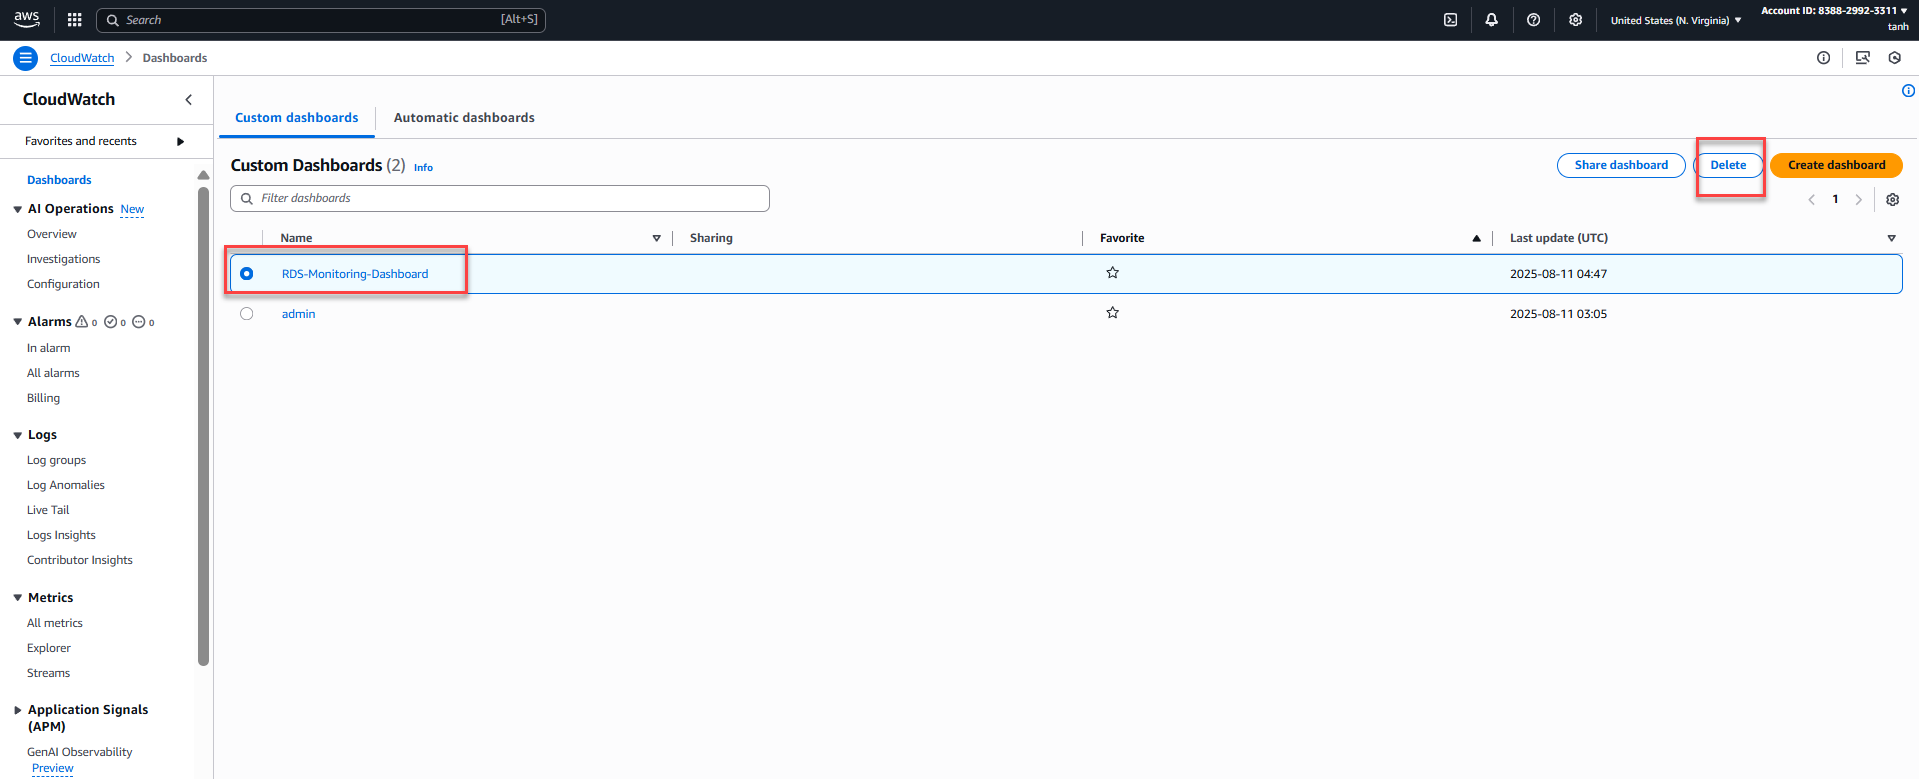 aws
Search [Alt+S]
United States (N. Virginia)
Account ID: 8388-2992-3311
tanh
CloudWatch
Dashboards
CloudWatch
Favorites and recents
Dashboards
AI Operations New
Overview
Investigations
Configuration
Alarms 0 0 0
In alarm
All alarms
Billing
Logs
Log groups
Log Anomalies
Live Tail
Logs Insights
Contributor Insights
Metrics
All metrics
Explorer
Streams
Application Signals
(APM)
GenAI Observability
Preview
Custom dashboards
Automatic dashboards
Custom Dashboards (2) Info
Share dashboard
Delete
Create dashboard
Filter dashboards
1
Name Sharing Favorite Last update (UTC)
RDS-Monitoring-Dashboard 2025-08-11 04:47
admin 2025-08-11 03:05